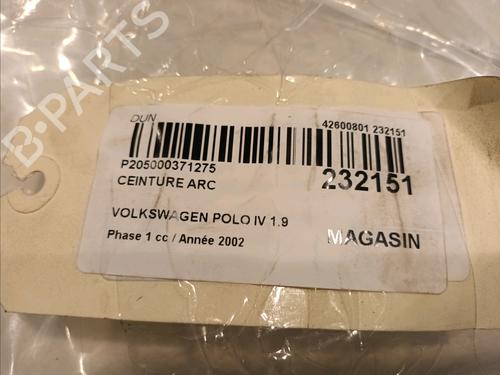 B-PARTS
DUN
42600801 232151
P205000371275
CEINTURE ARC
232151
VOLKSWAGEN POLO IV 1.9
Phase 1 cc / Année 2002
MAGASIN